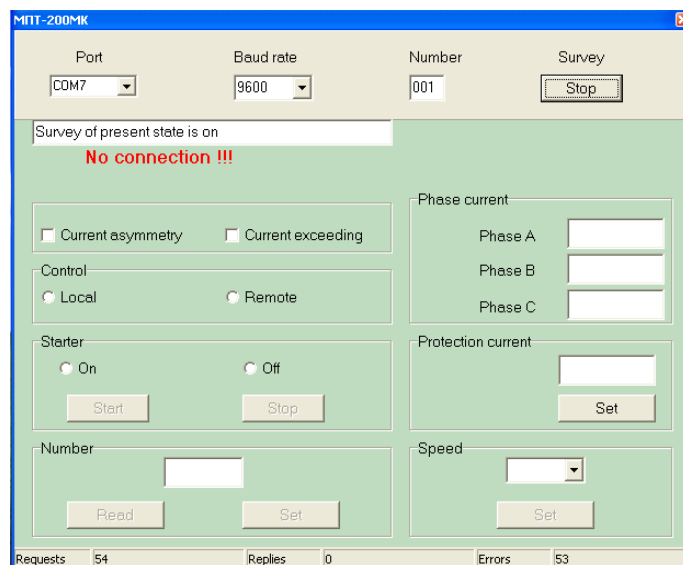 МПТ-200МК
Port Baud rate Number Survey
COM7 9600 001 Stop
Survey of present state is on
No connection !!!
Phase current
Current asymmetry Current exceeding Phase A
Phase B
Control
Local Remote Phase C
Starter Protection current
On Off
Start Stop Set
Number Speed
Read Set Set
Requests 54 Replies 0 Errors 53